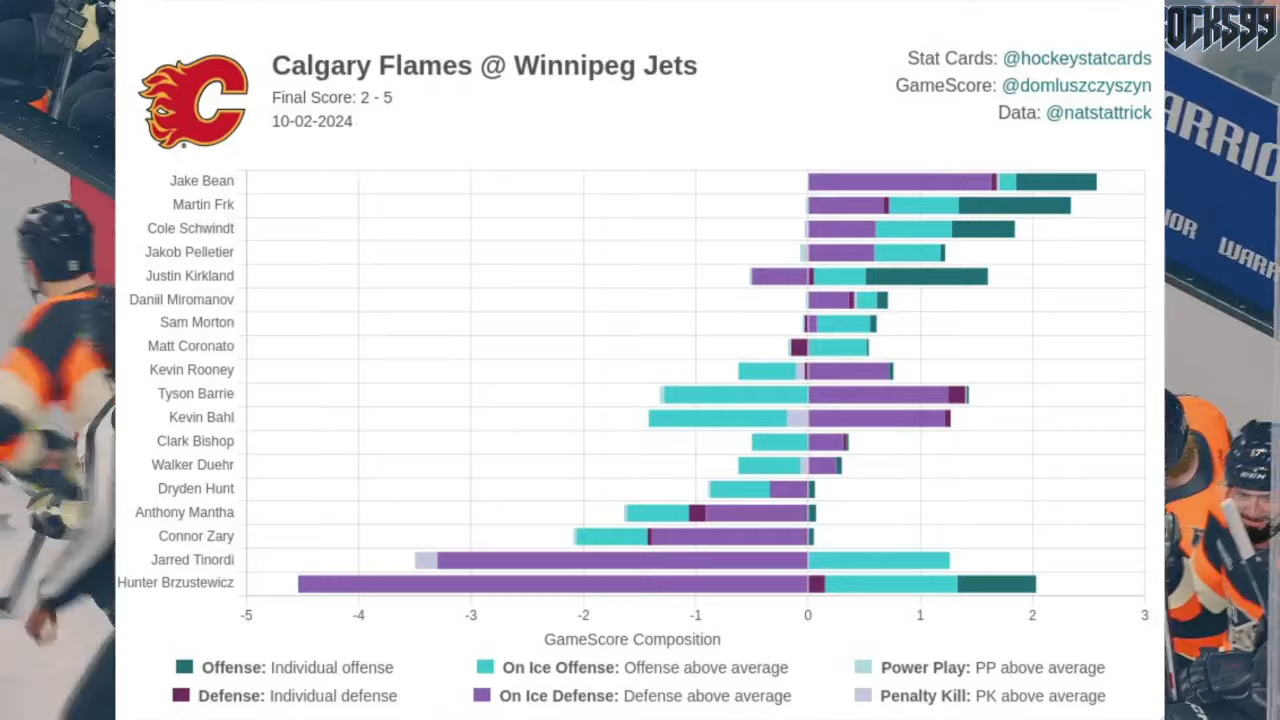 OCKS99
Calgary Flames @ Winnipeg Jets
Final Score: 2 - 5
10-02-2024
Stat Cards: @hockeystatcards
GameScore: @domluszczyszyn
Data: @natstattrick
Jake Bean
Martin Frk
Cole Schwindt
Jakob Pelletier
Justin Kirkland
Daniil Miromanov
Sam Morton
Matt Coronato
Kevin Rooney
Tyson Barrie
Kevin Bahl
Clark Bishop
Walker Duehr
Dryden Hunt
Anthony Mantha
Connor Zary
Jarred Tinordi
Hunter Brzustewicz
-5 -4 -3 -2 -1 0 1 2 3
GameScore Composition
Offense: Individual offense
On Ice Offense: Offense above average
Power Play: PP above average
Defense: Individual defense
On Ice Defense: Defense above average
Penalty Kill: PK above average
ARRIO
IOR WARR